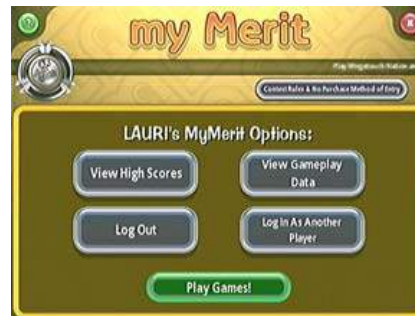 my Merit
Contest Rules & No Purchase Method of Entry
LAURI's MyMerit Options:
View High Scores
View Gameplay
Data
Log Out
Log In As Another
Player
Play Games!